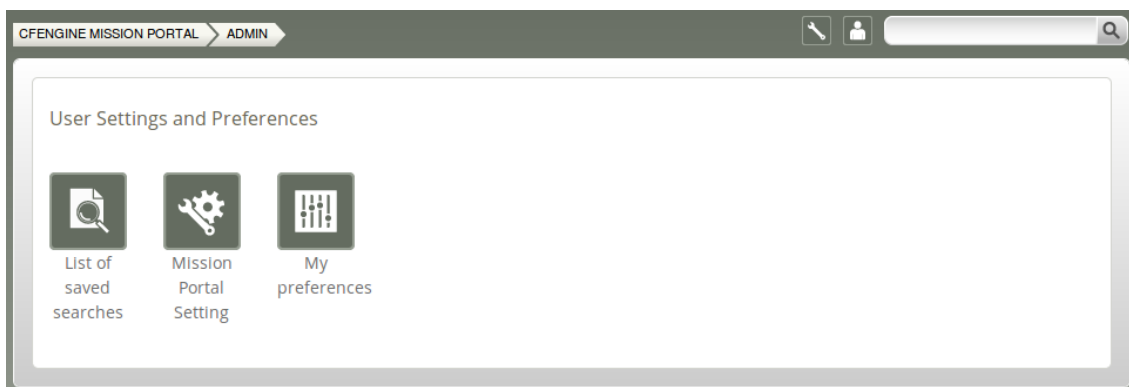 CFENGINE MISSION PORTAL
ADMIN
User Settings and Preferences
List of
saved
searches
Mission
Portal
Setting
My
preferences